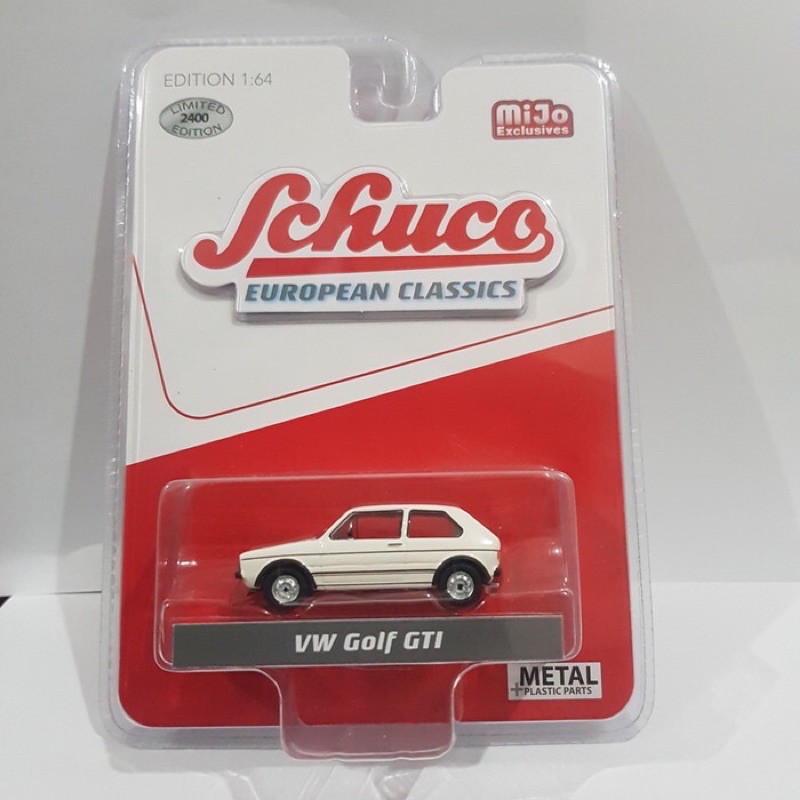 EDITION 1:64
LIMITED
2400
EDITION
MiJo
Exclusives
Schuco
EUROPEAN CLASSICS
VW Golf GTI
METAL
+PLASTIC PARTS